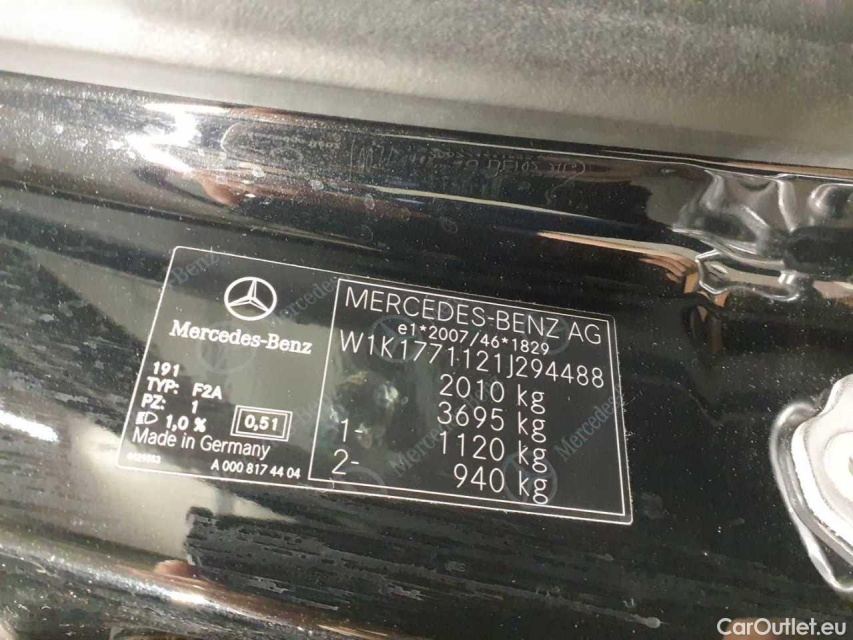 Mercedes-Benz
191
TYP: F2A
PZ: 1
1,0 %
0,51
Made in Germany
A 000 817 44 04
MERCEDES-BENZ AG
e1*2007/46*1829
W1K1771121J294488
2010 kg
3695 kg
1- 1120 kg
2- 940 kg
CarOutlet.eu